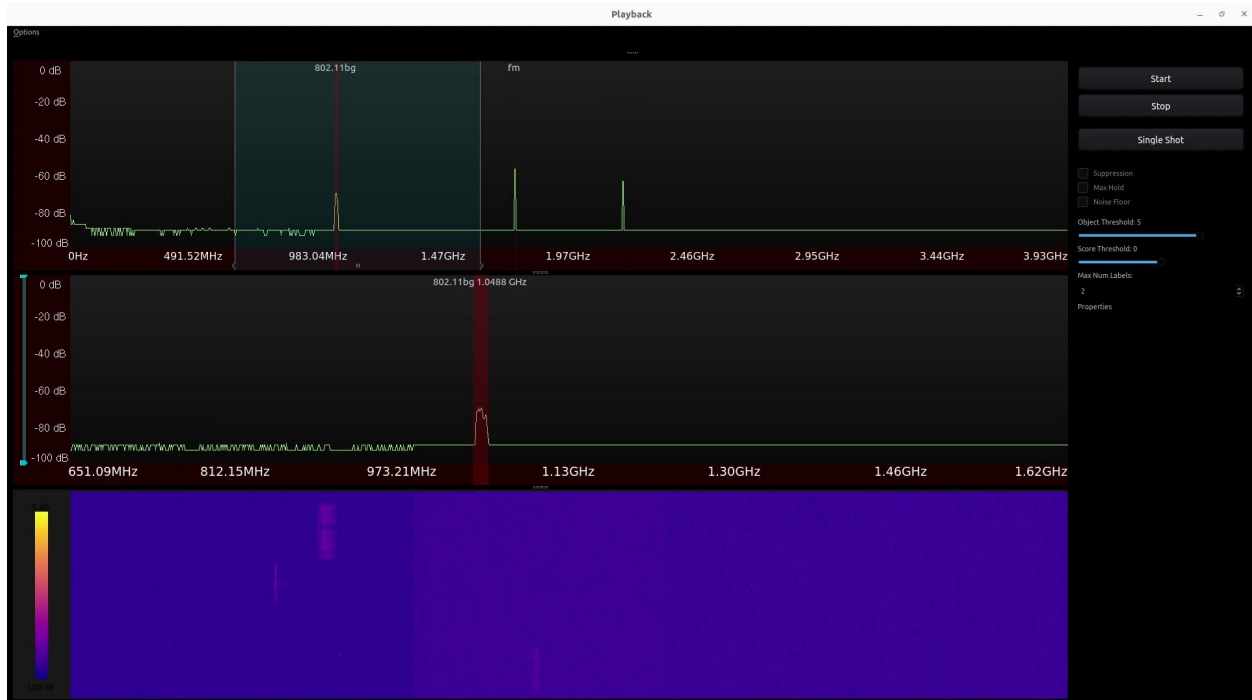 Playback
Options
802.11bg fm
0 dB
-20 dB
-40 dB
-60 dB
-80 dB
-100 dB
0Hz 491.52MHz 983.04MHz 1.47GHz 1.97GHz 2.46GHz 2.95GHz 3.44GHz 3.93GHz
802.11bg 1.0488 GHz
0 dB
-20 dB
-40 dB
-60 dB
-80 dB
-100 dB
651.09MHz 812.15MHz 973.21MHz 1.13GHz 1.30GHz 1.46GHz 1.62GHz
-100 dB
Start
Stop
Single Shot
Suppression
Max Hold
Noise Floor
Object Threshold: 5
Score Threshold: 0
Max Num Labels:
2
Properties